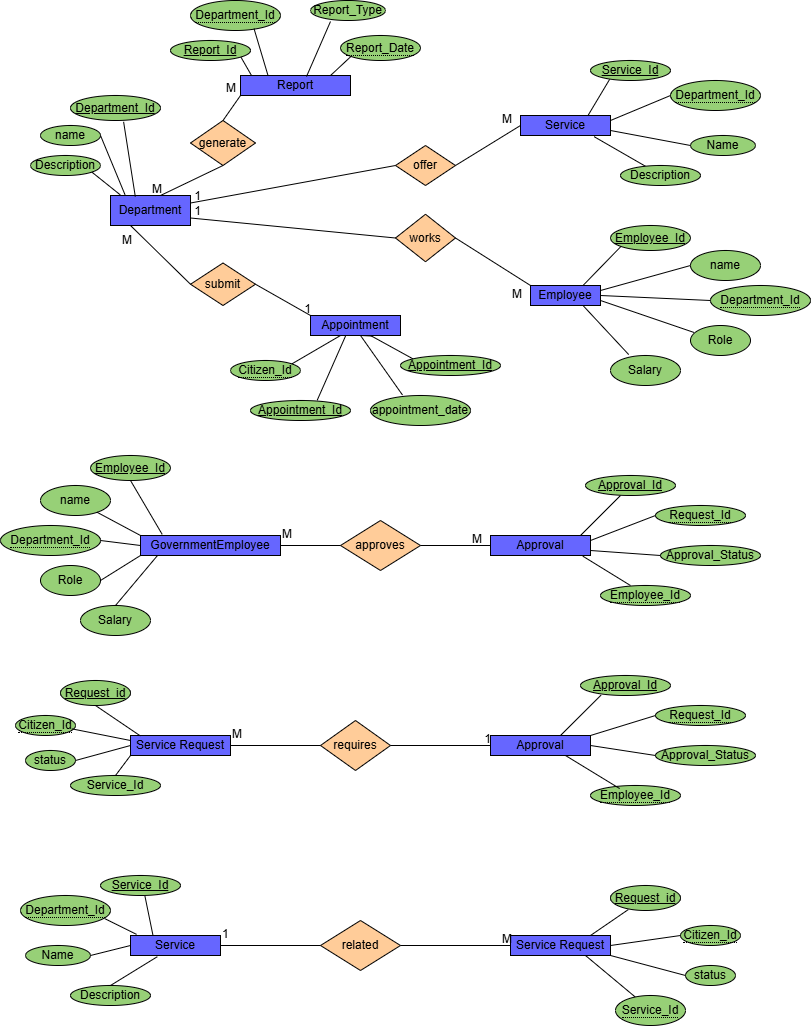 Report_Type
Department_Id
Report_Id
Report_Date
Report
M
Service_Id
Department_Id
Department_Id
M
Service
name
generate
Name
Description
offer
Description
M
1
Department
1
M
works
Employee_Id
name
submit
M
Employee
Department_Id
1
Appointment
Role
Citizen_Id
Appointment_Id
Salary
Appointment_Id
appointment_date
Employee_Id
name
Approval_Id
Department_Id
Request_Id
M
M
GovernmentEmployee
approves
Approval
Approval_Status
Role
Employee_Id
Salary
Request_id
Approval_Id
Citizen_Id
Request_Id
M
1
Service Request
requires
Approval
status
Approval_Status
Service_Id
Employee_Id
Service_Id
Request_id
Department_Id
1
M
Citizen_Id
Service
related
Service Request
Name
status
Description
Service_Id